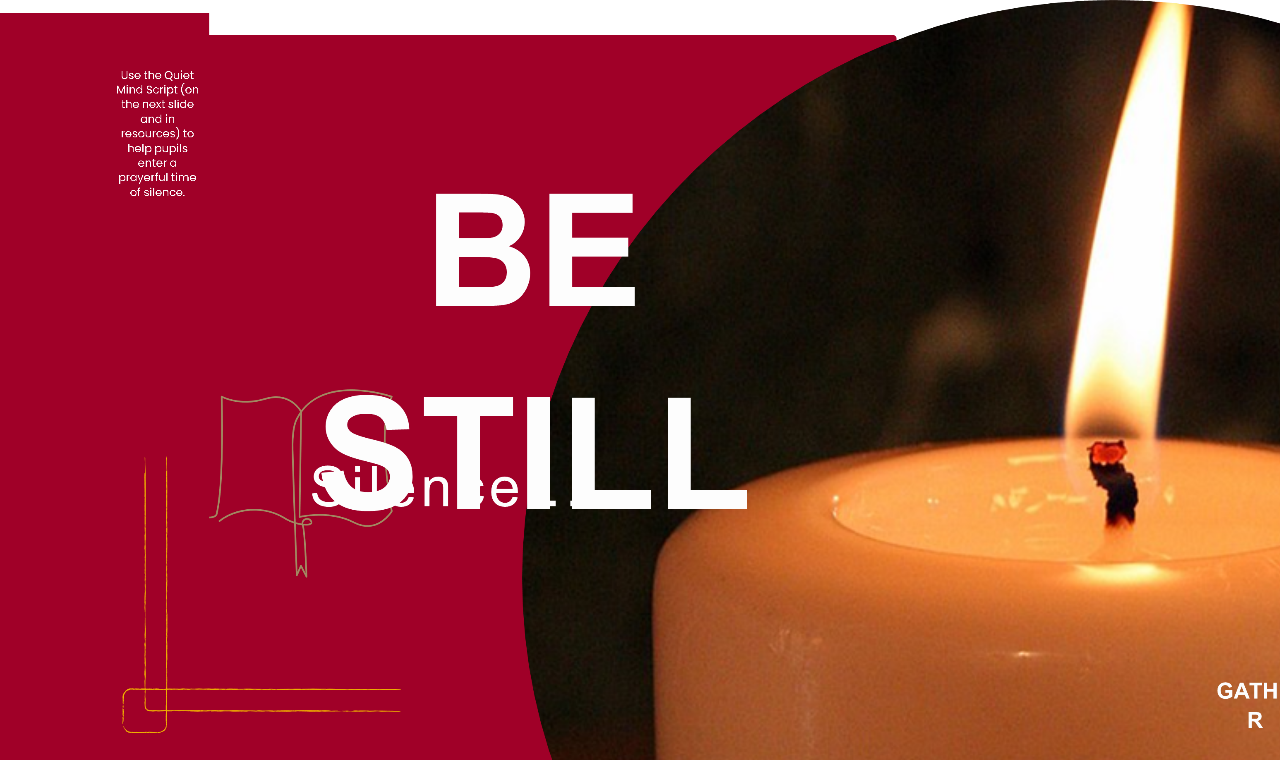 Use the Quiet
Mind Script (on
the next slide
and in
resources) to
help pupils
enter a
prayerful time
of silence.
BE
STILL
Silence...
GATH
R